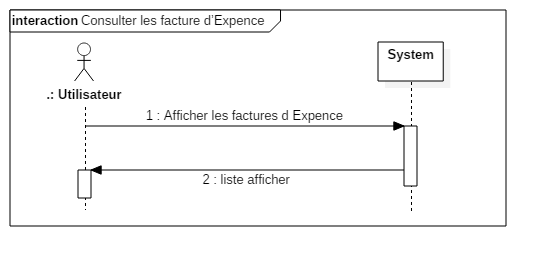 interaction Consulter les facture d'Expence
System
.: Utilisateur
1 : Afficher les factures d Expence
2 : liste afficher